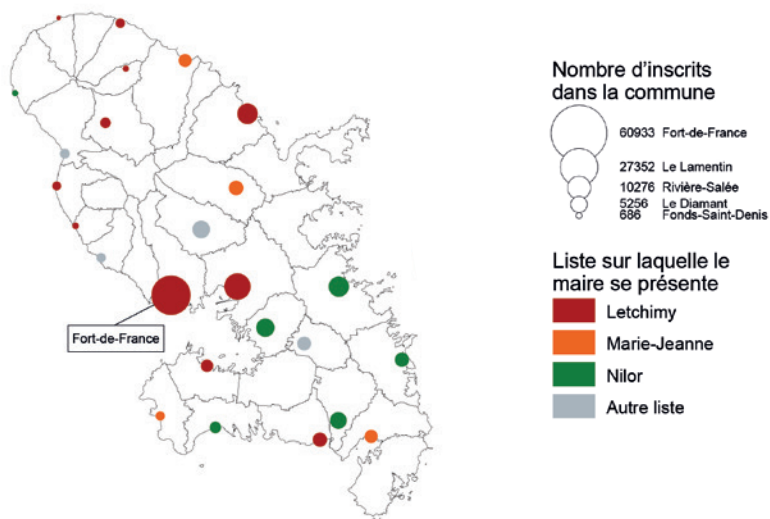 Nombre d'inscrits
dans la commune
60933 Fort-de-France
27352 Le Lamentin
10276 Rivière-Salée
5256 Le Diamant
686 Fonds-Saint-Denis
Liste sur laquelle le
maire se présente
Letchimy
Marie-Jeanne
Nilor
Autre liste
Fort-de-France